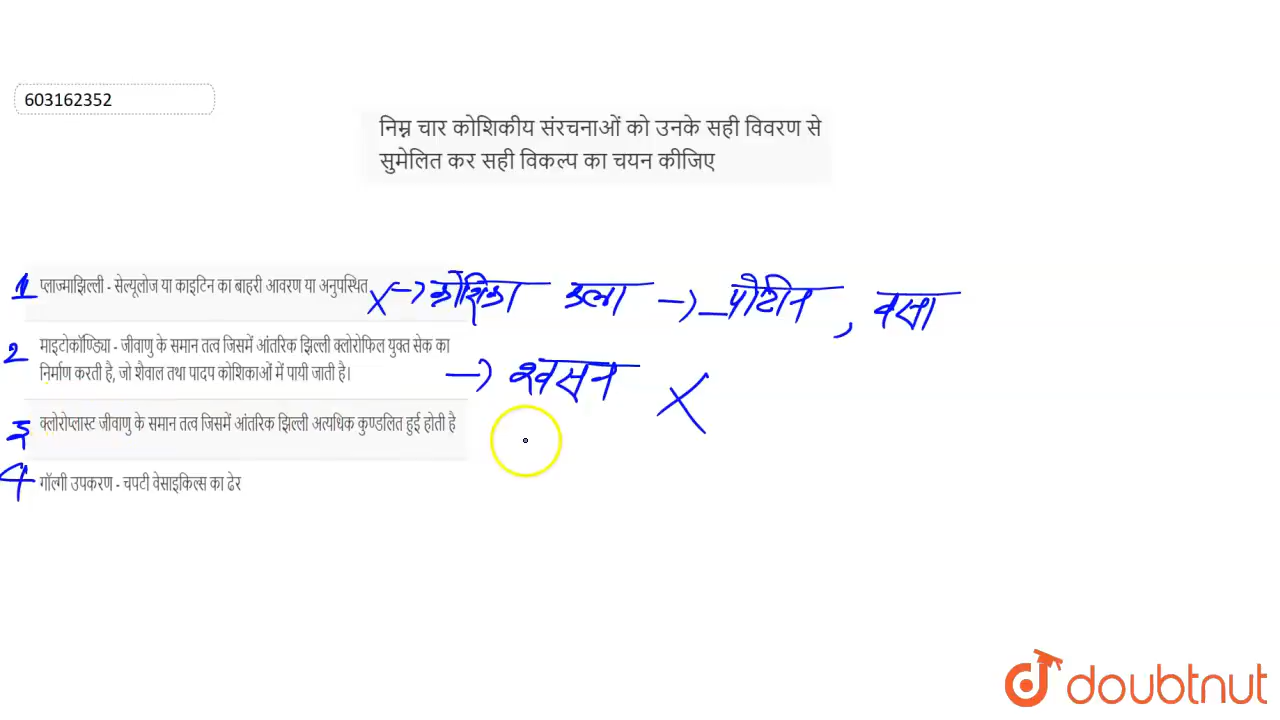 603162352
निम्न चार कोशिकीय संरचनाओं को उनके सही विवरण से
सुमेलित कर सही विकल्प का चयन कीजिए
1 प्लाज्माझिल्ली - सेल्यूलोज या काइटिन का बाहरी आवरण या अनुपस्थित x → कोशिका कला → पौटीन, वसा
2 माइटोकॉण्ड्रिया - जीवाणु के समान तत्व जिसमें आंतरिक झिल्ली क्लोरोफिल युक्त सेक का
निर्माण करती है, जो शैवाल तथा पादप कोशिकाओं में पायी जाती है। → श्वसन X
3 क्लोरोप्लास्ट जीवाणु के समान तत्व जिसमें आंतरिक झिल्ली अत्यधिक कुण्डलित हुई होती है
4 गॉल्गी उपकरण - चपटी वेसाइकिल्स का ढेर
doubtnut